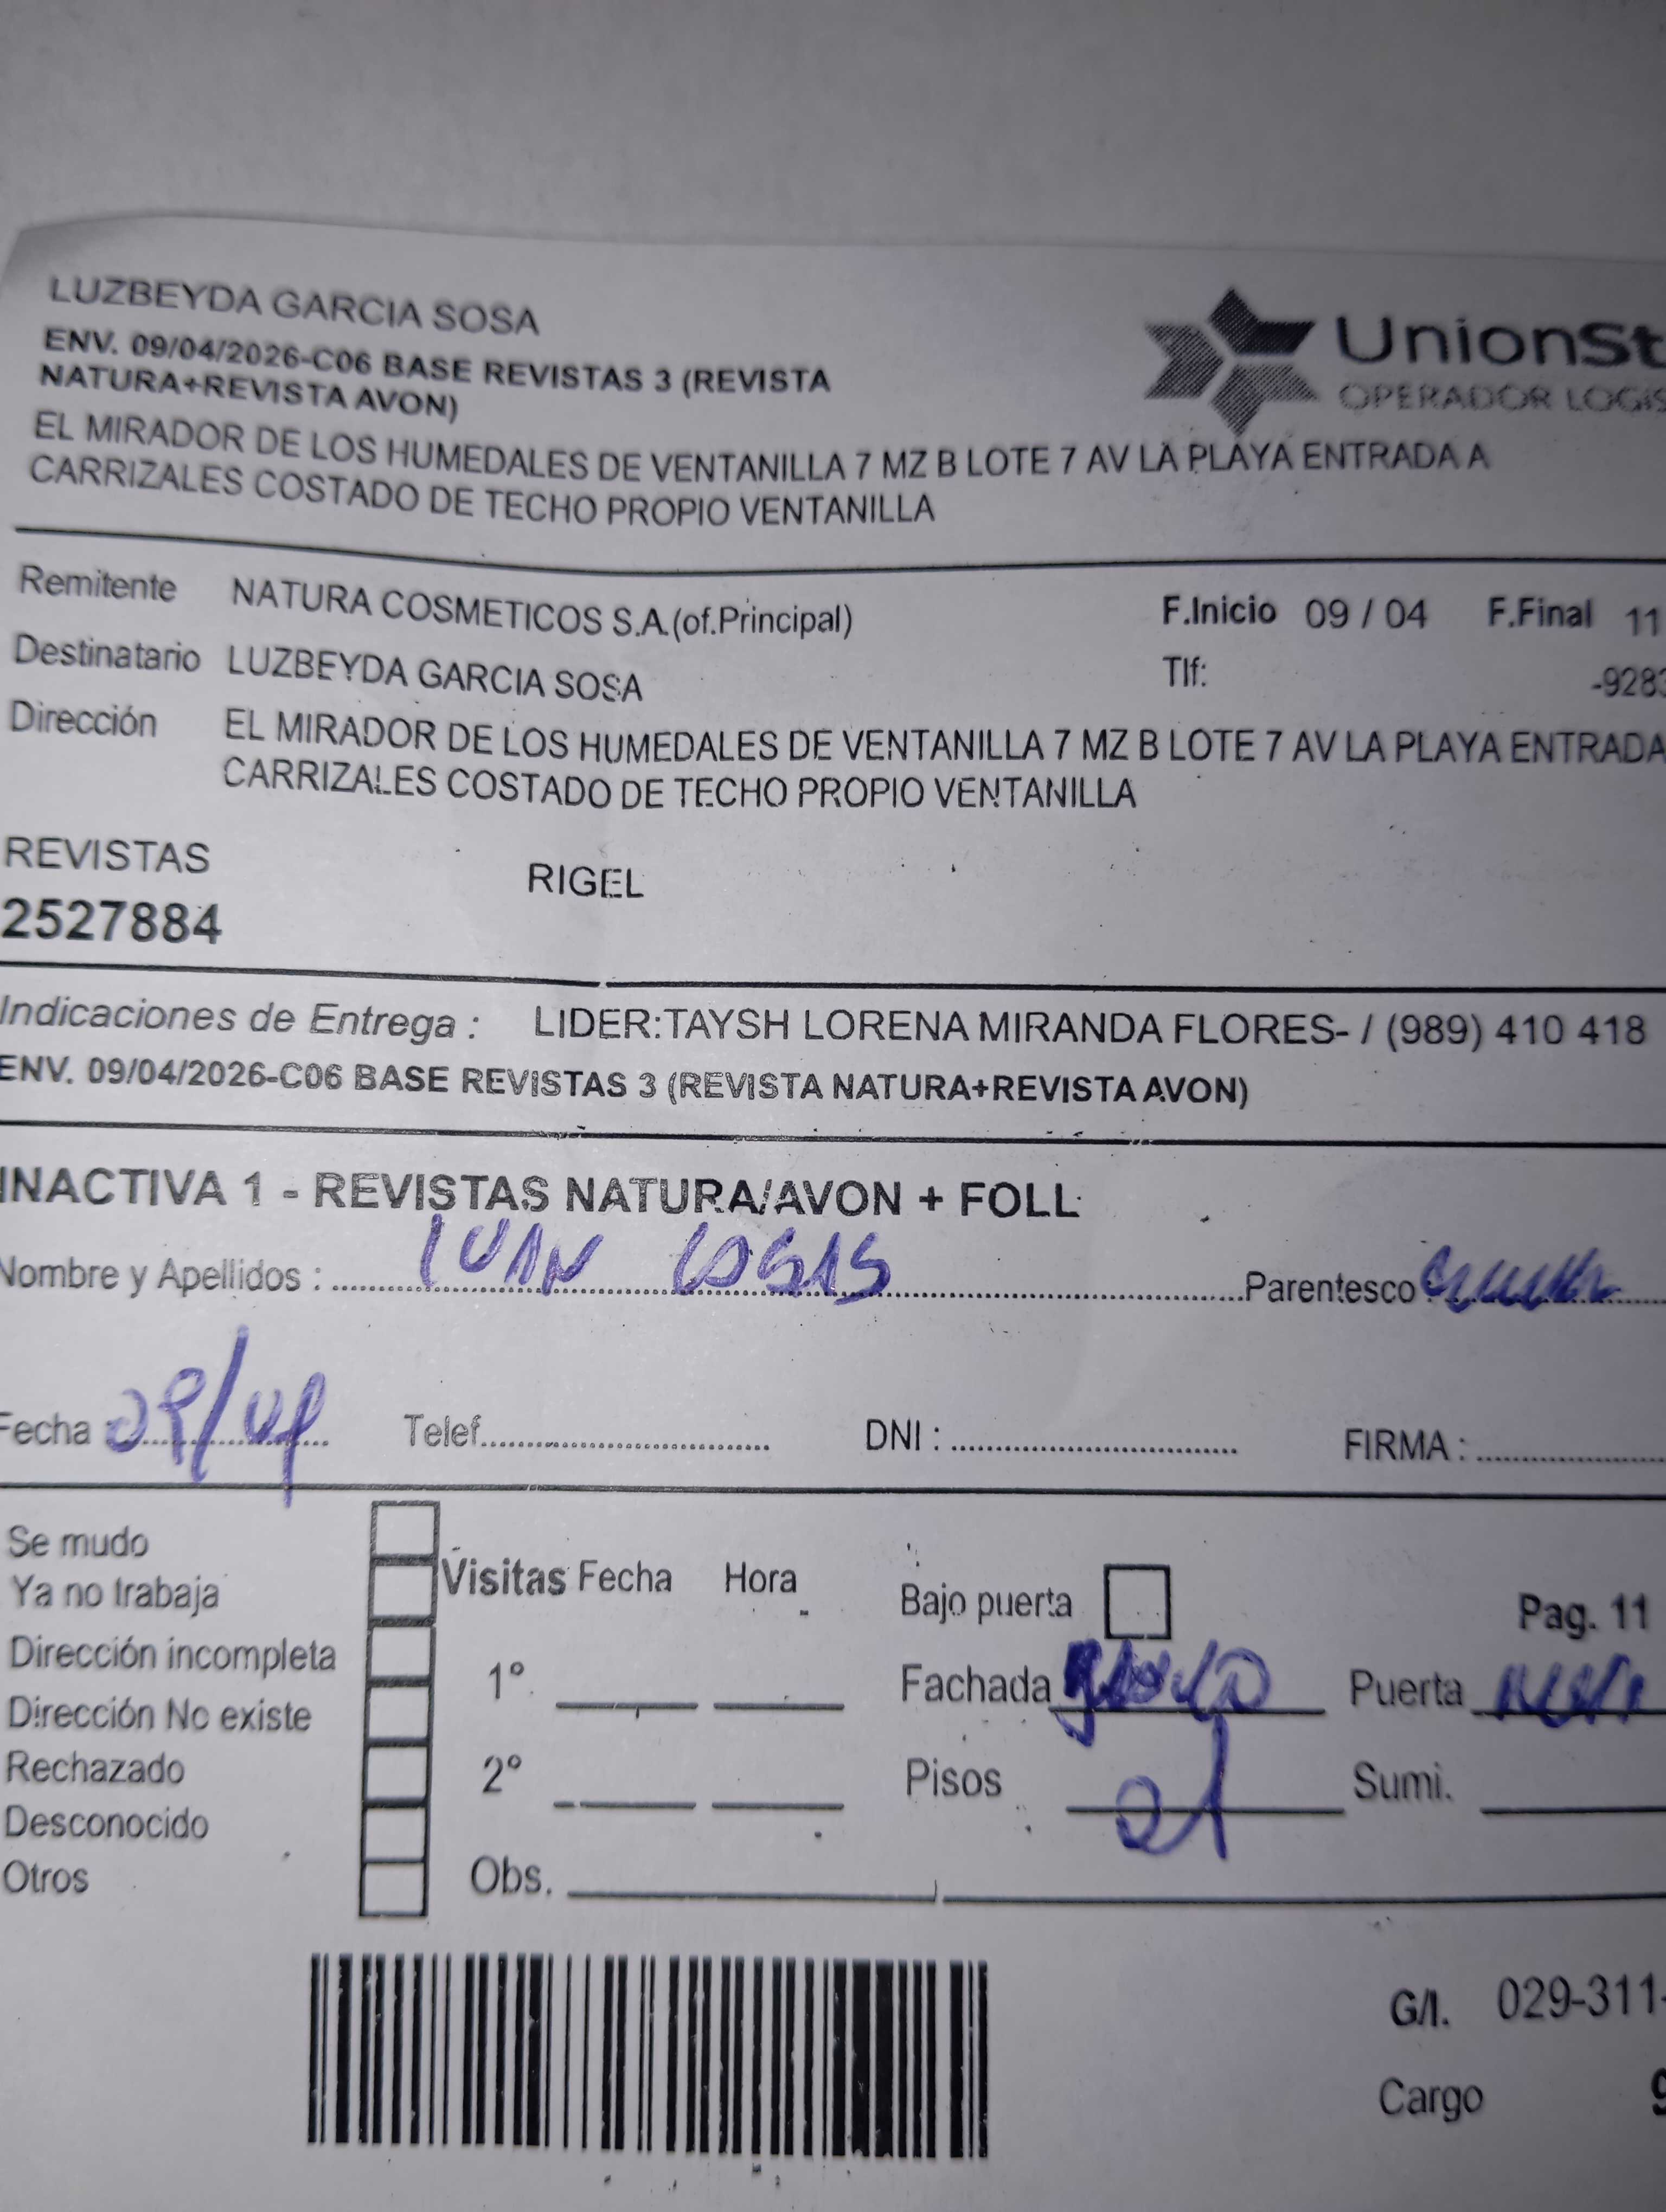 LUZBEYDA GARCIA SOSA
ENV. 09/04/2026-C06 BASE REVISTAS 3 (REVISTA
NATURA+REVISTA AVON)
EL MIRADOR DE LOS HUMEDALES DE VENTANILLA 7 MZ B LOTE 7 AV LA PLAYA ENTRADA A
CARRIZALES COSTADO DE TECHO PROPIO VENTANILLA
UnionSt
OPERADOR LOGIS
Remitente NATURA COSMETICOS S.A.(of.Principal) F.Inicio 09 / 04 F.Final 11
Destinatario LUZBEYDA GARCIA SOSA Tlf: -9283
Dirección EL MIRADOR DE LOS HUMEDALES DE VENTANILLA 7 MZ B LOTE 7 AV LA PLAYA ENTRADA
CARRIZALES COSTADO DE TECHO PROPIO VENTANILLA
REVISTAS RIGEL
2527884
Indicaciones de Entrega : LIDER:TAYSH LORENA MIRANDA FLORES- / (989) 410 418
ENV. 09/04/2026-C06 BASE REVISTAS 3 (REVISTA NATURA+REVISTA AVON)
INACTIVA 1 - REVISTAS NATURA/AVON + FOLL
Nombre y Apellidos : Parentesco
Fecha 09/04 Telef. DNI : FIRMA :
Se mudo
Ya no trabaja Visitas Fecha Hora Bajo puerta Pag. 11
Dirección incompleta 1° Fachada Puerta
Dirección No existe
Rechazado 2° Pisos 01 Sumi.
Desconocido
Otros Obs.
G/I. 029-311-
Cargo 9